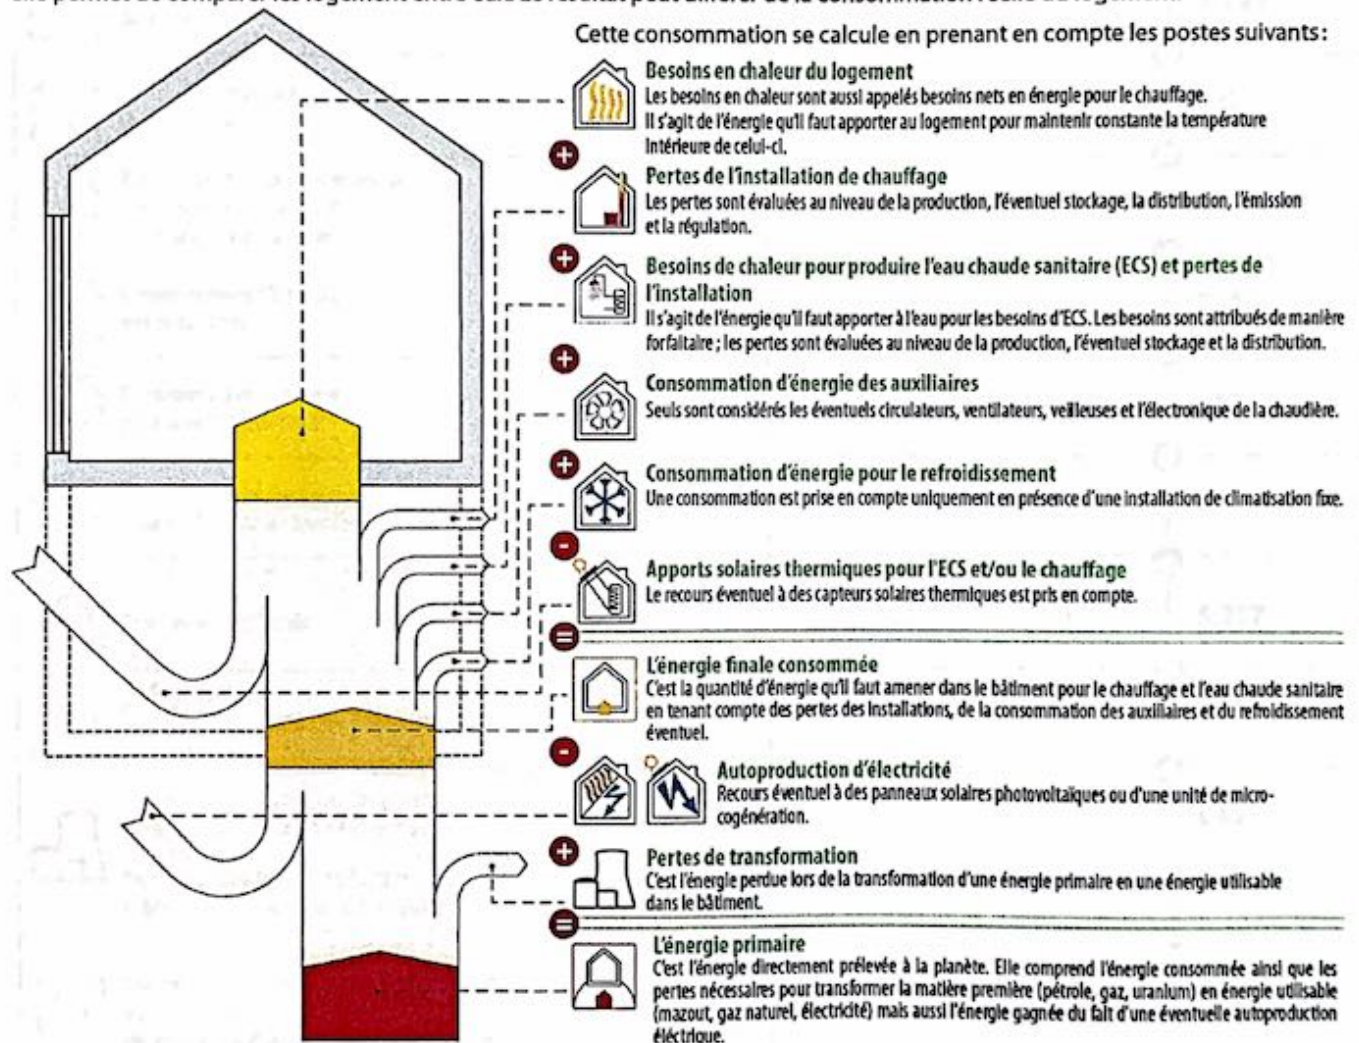 Cette consommation se calcule en prenant en compte les postes suivants :
Besoins en chaleur du logement
Les besoins en chaleur sont aussi appelés besoins nets en énergie pour le chauffage.
Il s'agit de l'énergie qu'il faut apporter au logement pour maintenir constante la température
intérieure de celui-ci.
+
Pertes de l'installation de chauffage
Les pertes sont évaluées au niveau de la production, l'éventuel stockage, la distribution, l'émission
et la régulation.
+
Besoins de chaleur pour produire l'eau chaude sanitaire (ECS) et pertes de
l'installation
Il s'agit de l'énergie qu'il faut apporter à l'eau pour les besoins d'ECS. Les besoins sont attribués de manière
forfaitaire ; les pertes sont évaluées au niveau de la production, l'éventuel stockage et la distribution.
+
Consommation d'énergie des auxiliaires
Seuls sont considérés les éventuels circulateurs, ventilateurs, veilleuses et l'électronique de la chaudière.
+
Consommation d'énergie pour le refroidissement
Une consommation est prise en compte uniquement en présence d'une installation de climatisation fixe.
-
Apports solaires thermiques pour l'ECS et/ou le chauffage
Le recours éventuel à des capteurs solaires thermiques est pris en compte.
=
L'énergie finale consommée
C'est la quantité d'énergie qu'il faut amener dans le bâtiment pour le chauffage et l'eau chaude sanitaire
en tenant compte des pertes des installations, de la consommation des auxiliaires et du refroidissement
éventuel.
-
Autoproduction d'électricité
Recours éventuel à des panneaux solaires photovoltaïques ou d'une unité de micro-
cogénération.
+
Pertes de transformation
C'est l'énergie perdue lors de la transformation d'une énergie primaire en une énergie utilisable
dans le bâtiment.
=
L'énergie primaire
C'est l'énergie directement prélevée à la planète. Elle comprend l'énergie consommée ainsi que les
pertes nécessaires pour transformer la matière première (pétrole, gaz, uranium) en énergie utilisable
(mazout, gaz naturel, électricité) mais aussi l'énergie gagnée du fait d'une éventuelle autoproduction
éléctrique.